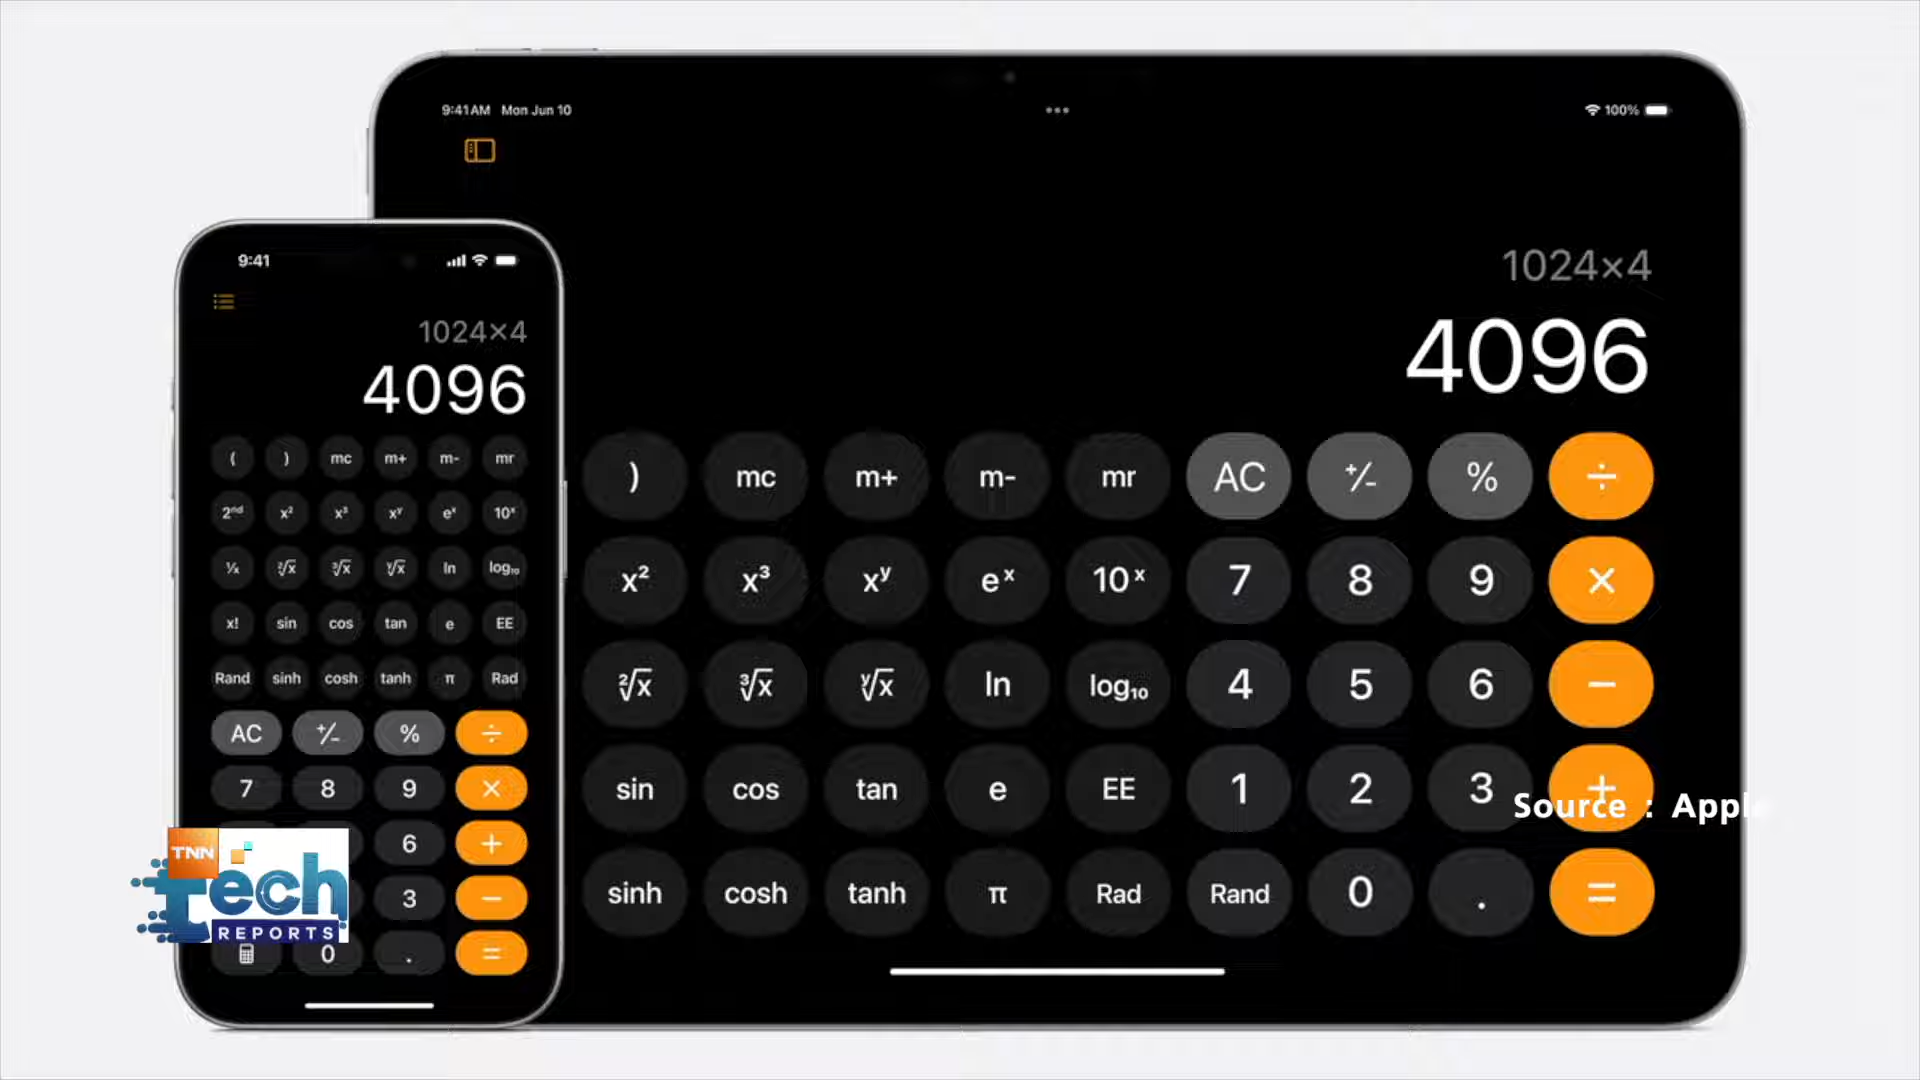 9:41 AM Mon Jun 10
100%
1024×4
4096
) mc m+ m- mr AC +/- % ÷
x² x³ xʸ eˣ 10ˣ 7 8 9 ×
²√x ³√x ʸ√x ln log₁₀ 4 5 6 −
sin cos tan e EE 1 2 3 +
sinh cosh tanh π Rad Rand 0 . =
9:41
1024×4
4096
( ) mc m+ m- mr
2ⁿᵈ x² x³ xʸ eˣ 10ˣ
¹/x ²√x ³√x ʸ√x ln log₁₀
x! sin cos tan e EE
Rand sinh cosh tanh π Rad
AC +/- % ÷
7 8 9 ×
6 +
3 −
0 . =
TNN
Tech
REPORTS
Source : Apple